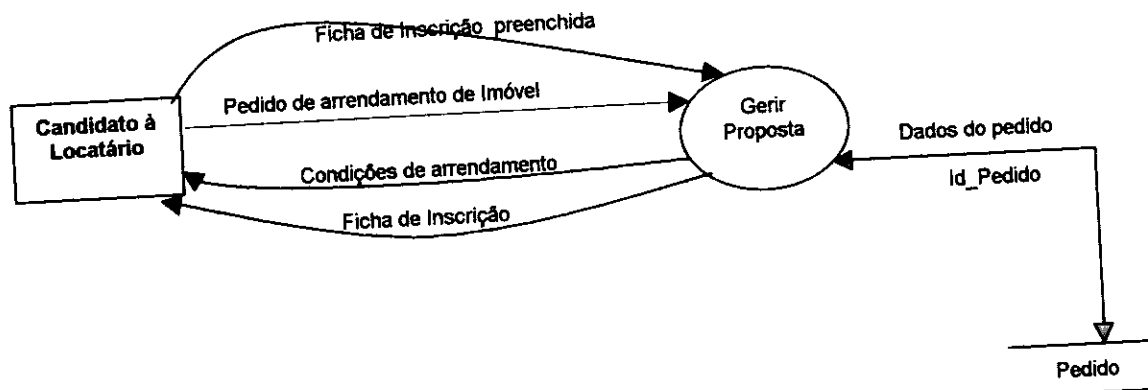 Ficha de Inscrição preenchida
Pedido de arrendamento de Imóvel
Candidato à
Locatário
Gerir
Proposta
Dados do pedido
Id_Pedido
Condições de arrendamento
Ficha de Inscrição
Pedido